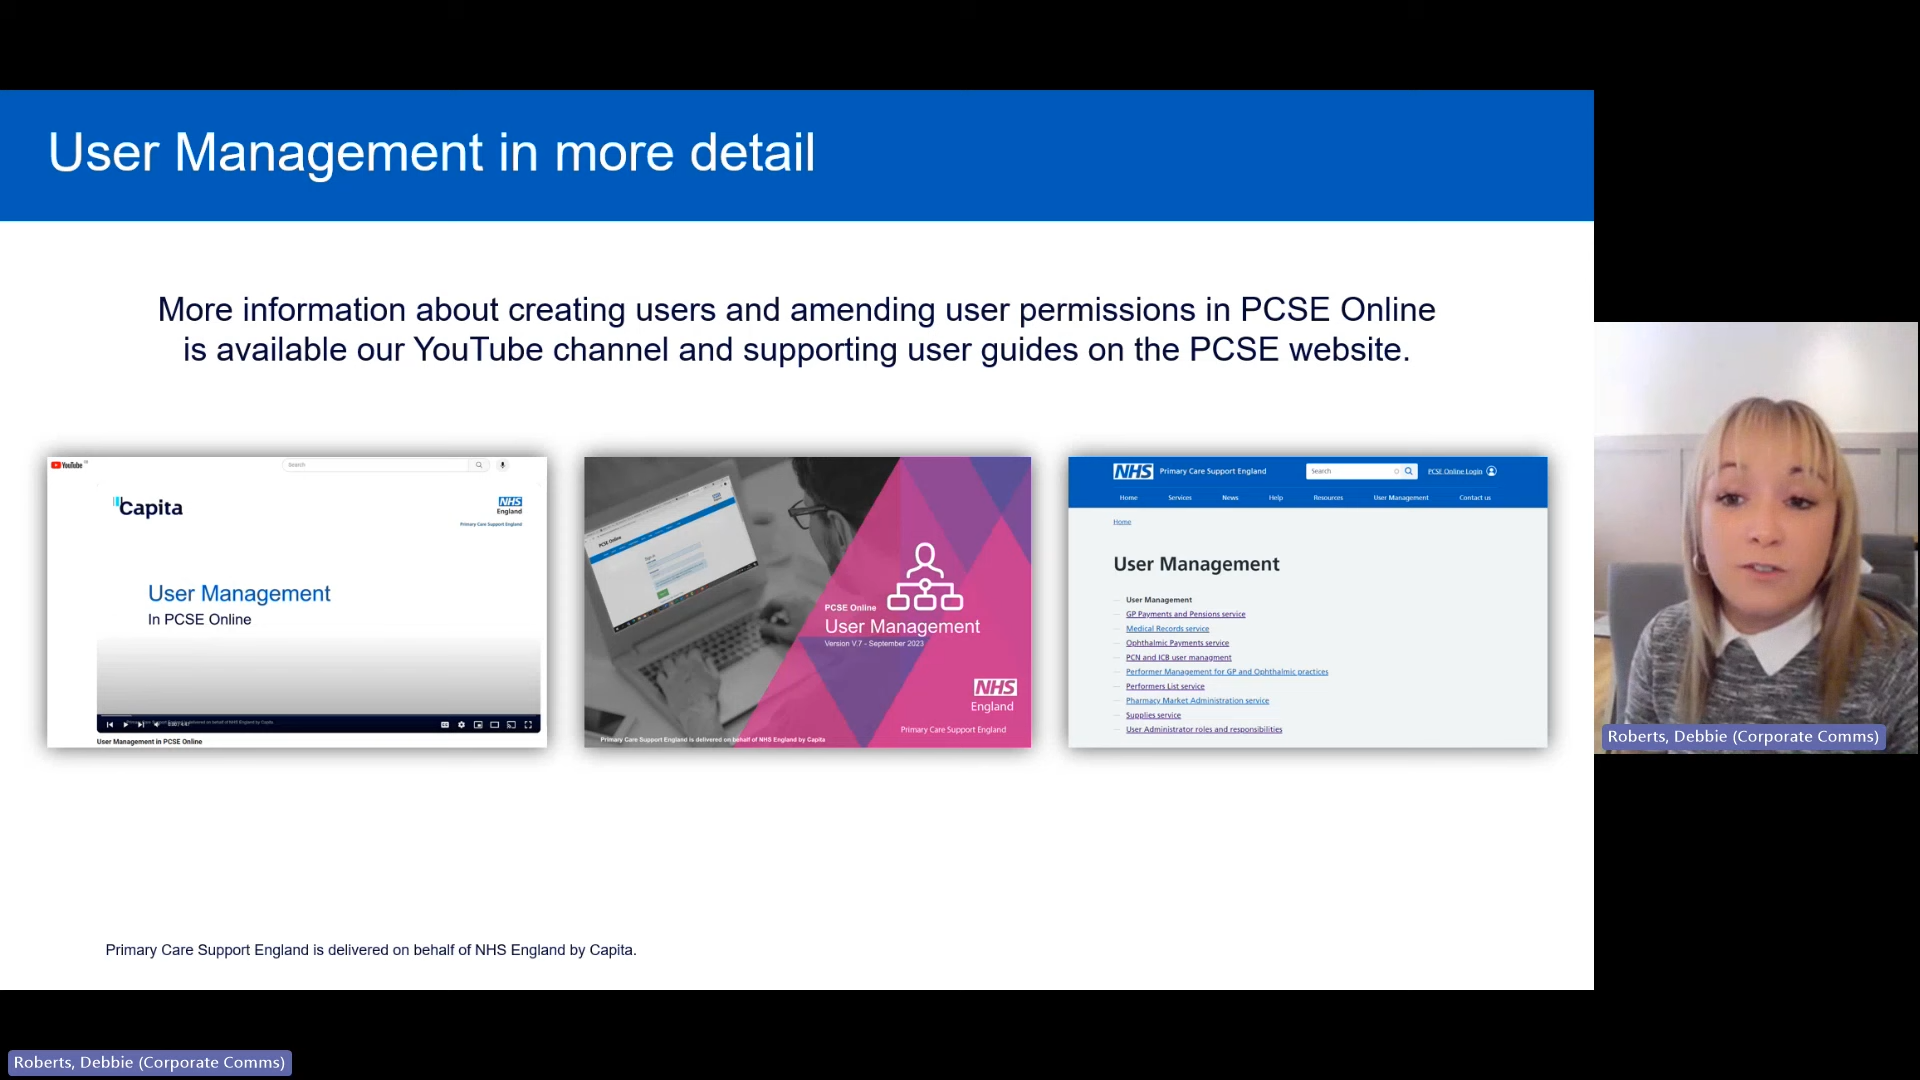 User Management in more detail
More information about creating users and amending user permissions in PCSE Online
is available our YouTube channel and supporting user guides on the PCSE website.
YouTube
Search
Capita
NHS
England
Primary Care Support England
User Management
In PCSE Online
User Management in PCSE Online
PCSE Online
User Management
Version V.7 - September 2023
NHS
England
Primary Care Support England
Primary Care Support England is delivered on behalf of NHS England by Capita
NHS Primary Care Support England
Search
PCSE Online Login
Home Services News Help Resources User Management Contact us
Home
User Management
User Management
GP Payments and Pensions service
Medical Records service
Ophthalmic Payments service
PCN and ICB user managment
Performer Management for GP and Ophthalmic practices
Performers List service
Pharmacy Market Administration service
Supplies service
User Administrator roles and responsibilities
Roberts, Debbie (Corporate Comms)
Primary Care Support England is delivered on behalf of NHS England by Capita.
Roberts, Debbie (Corporate Comms)